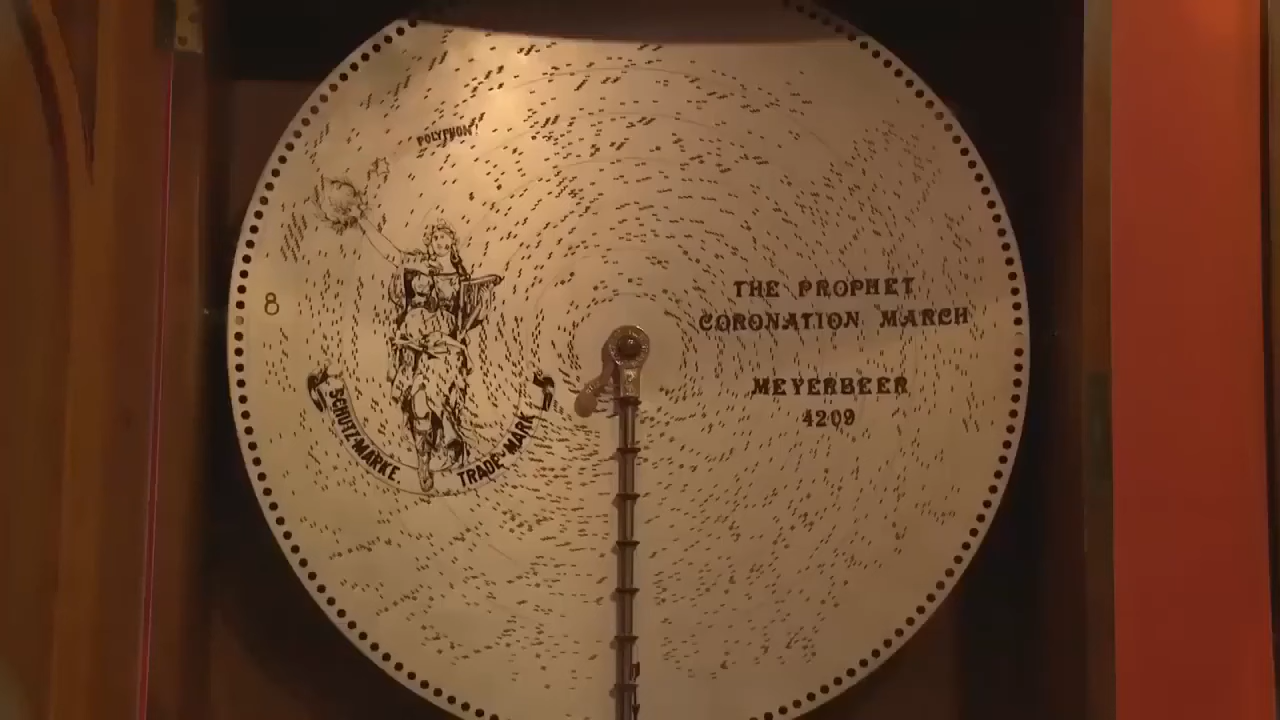 POLYPHON
8
THE PROPHET
CORONATION MARCH
MEYERBEER
4209
SCHUTZ-MARKE
TRADE-MARK